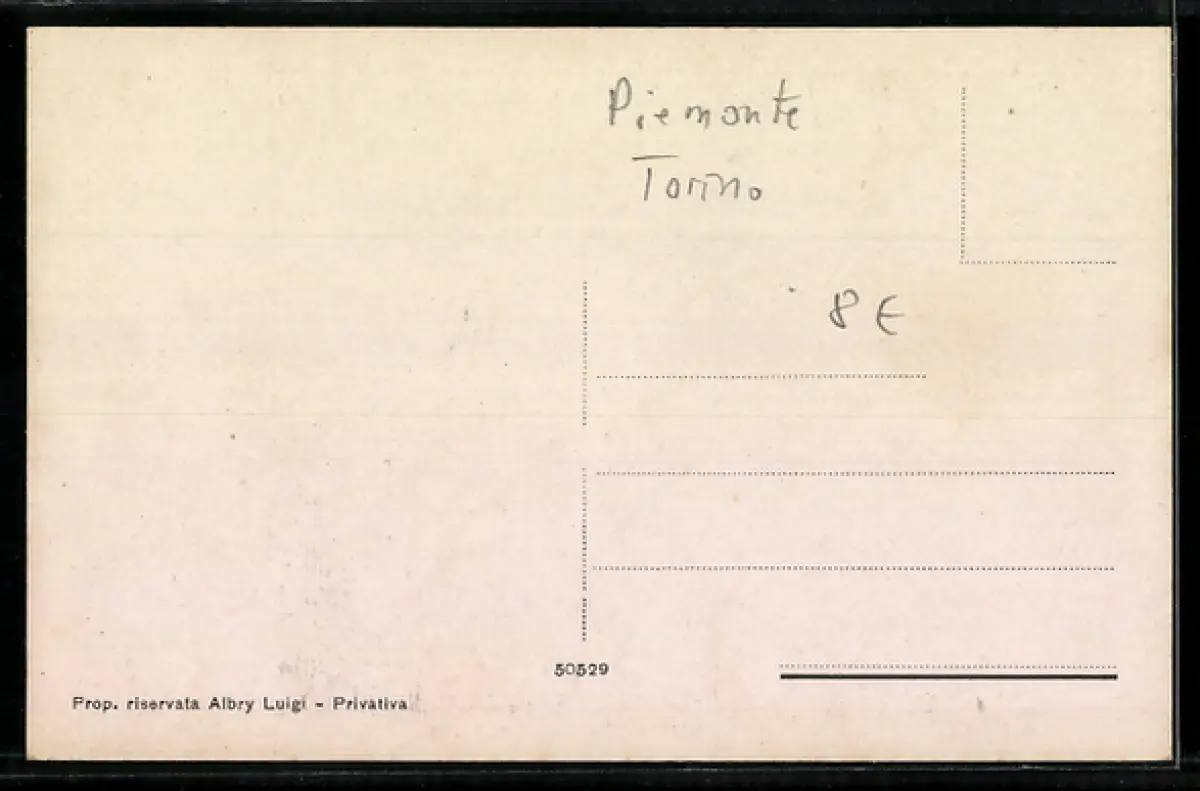 Piemonte
Torino
8 €
50529
Prop. riservata Albry Luigi - Privativa